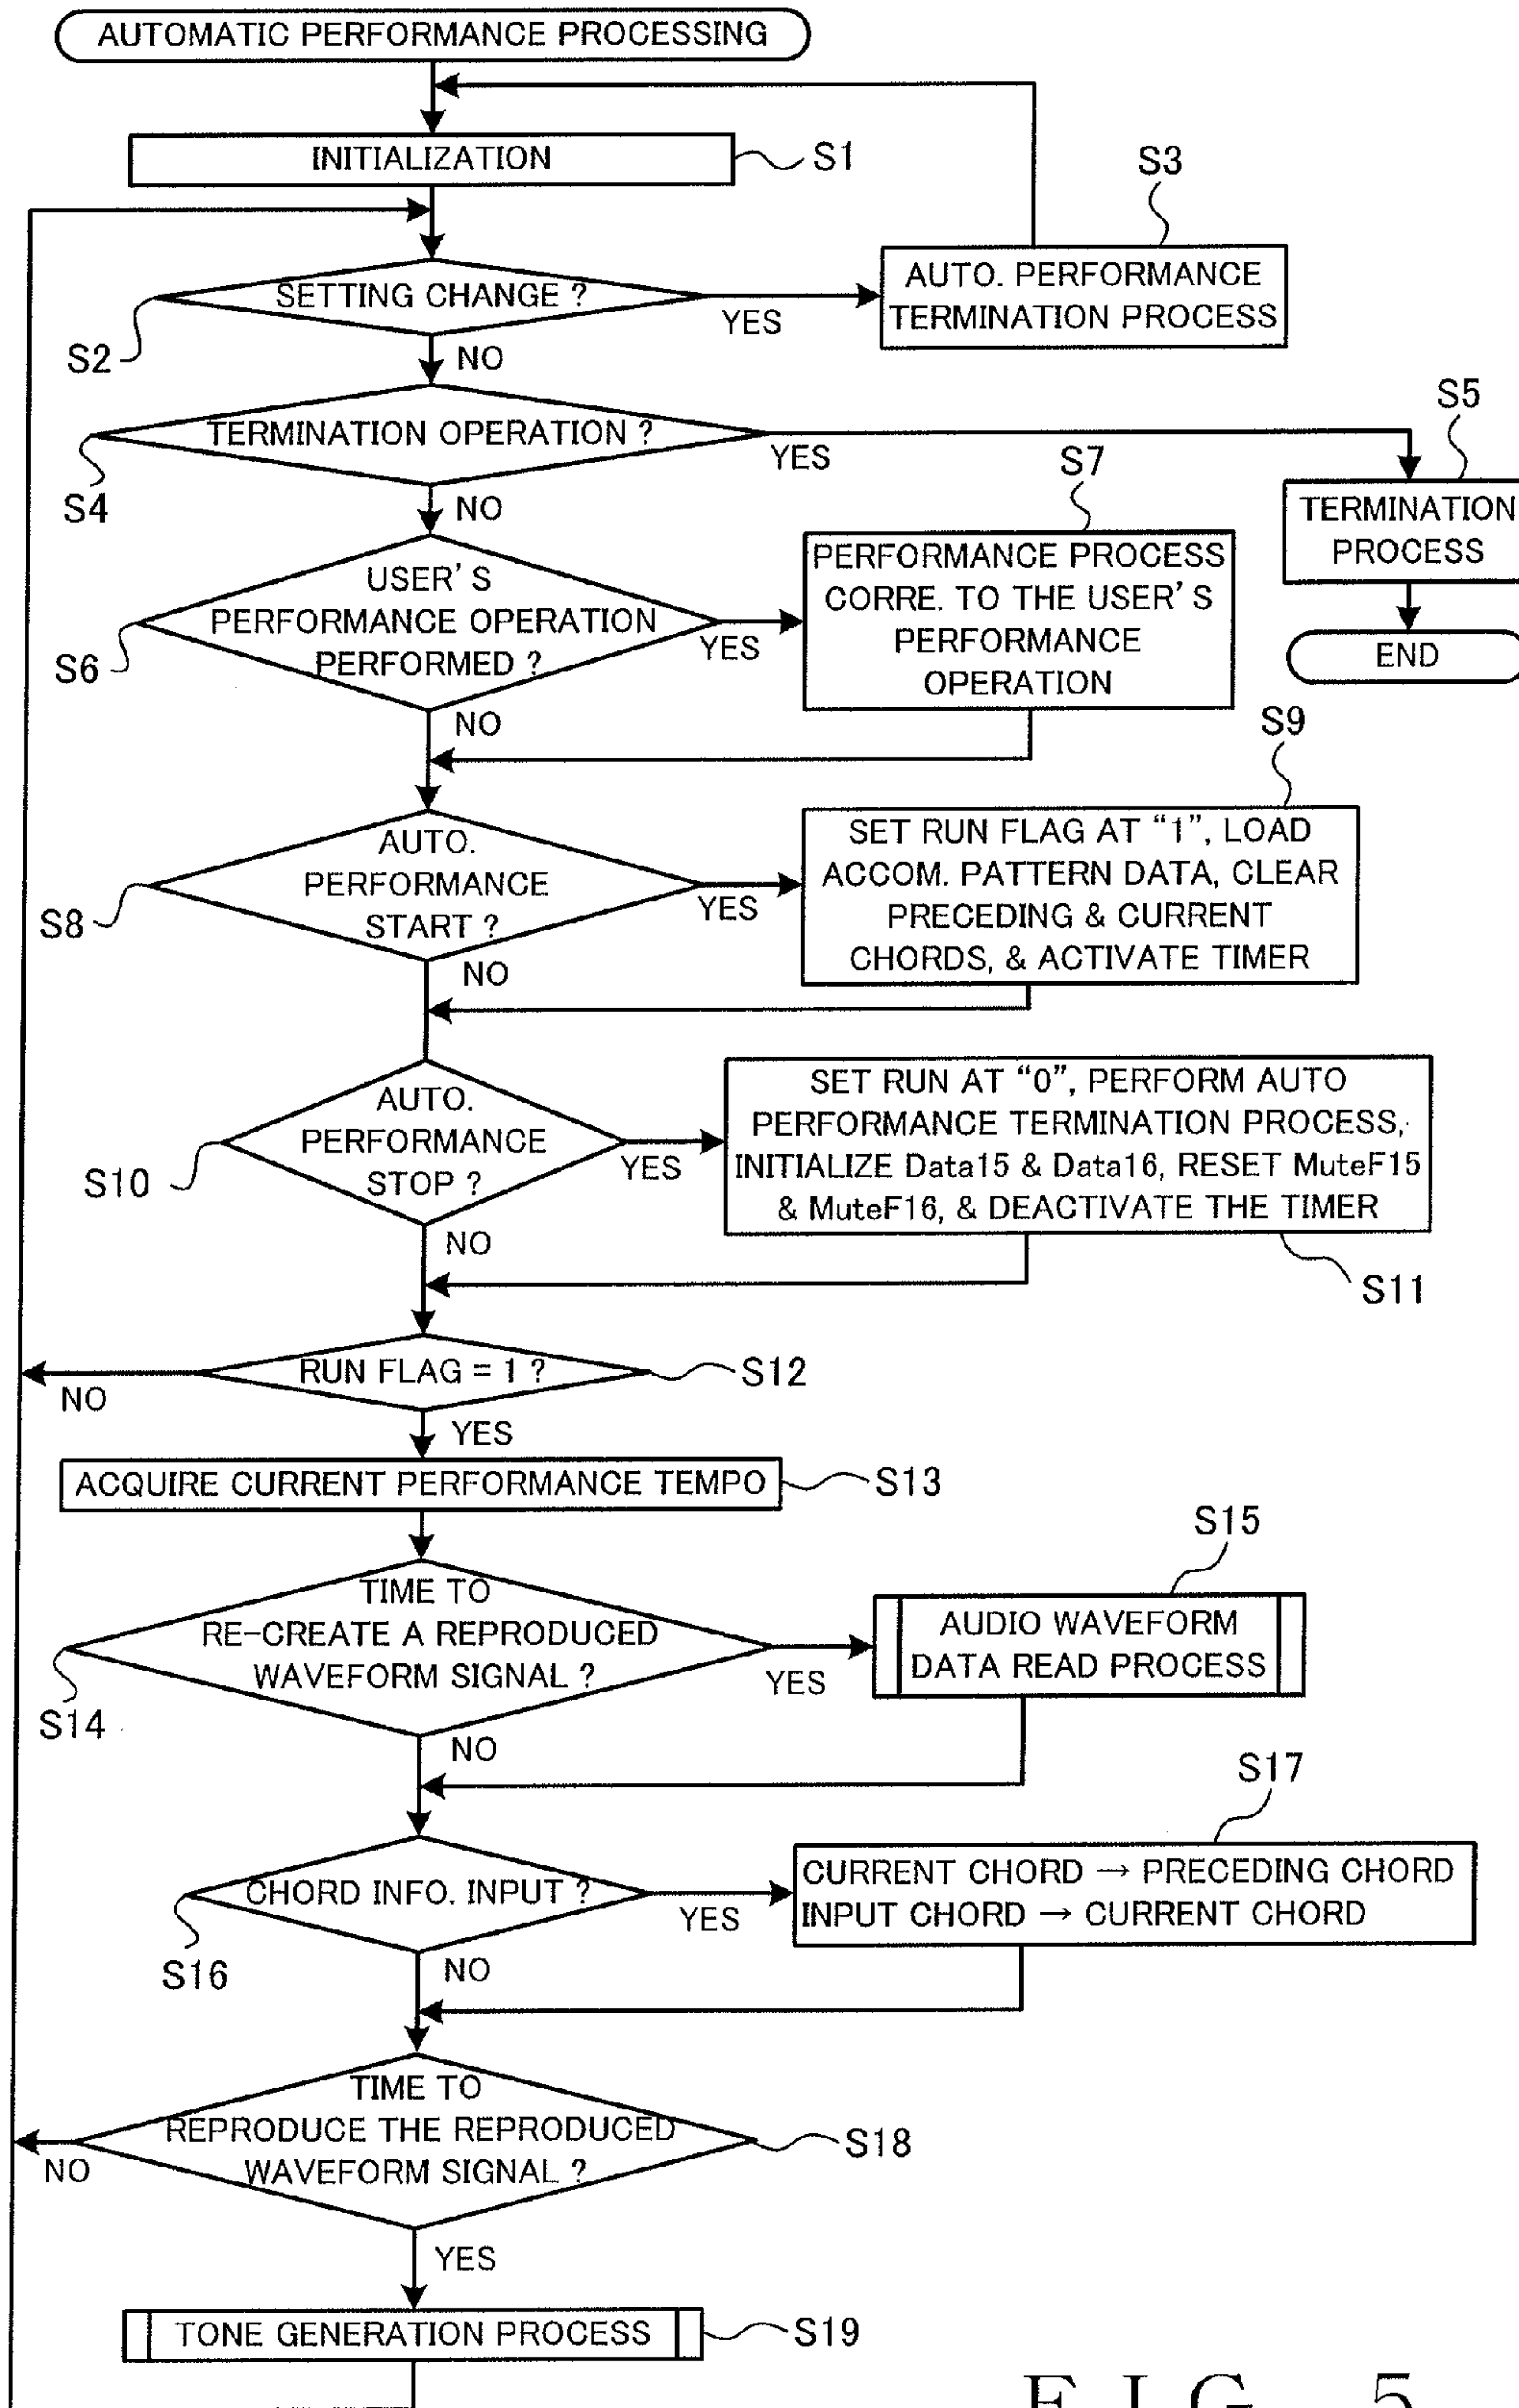 AUTOMATIC PERFORMANCE PROCESSING
INITIALIZATION
S1
S3
SETTING CHANGE ?
YES
AUTO. PERFORMANCE
TERMINATION PROCESS
S2
NO
TERMINATION OPERATION ?
YES
S5
S4
NO
S7
TERMINATION
PROCESS
USER'S
PERFORMANCE OPERATION
PERFORMED ?
YES
PERFORMANCE PROCESS
CORRE. TO THE USER'S
PERFORMANCE
OPERATION
END
S6
NO
S9
AUTO.
PERFORMANCE
START ?
YES
SET RUN FLAG AT “1”, LOAD
ACCOM. PATTERN DATA, CLEAR
PRECEDING & CURRENT
CHORDS, & ACTIVATE TIMER
S8
NO
AUTO.
PERFORMANCE
STOP ?
YES
SET RUN AT “0”, PERFORM AUTO
PERFORMANCE TERMINATION PROCESS,
INITIALIZE Data15 & Data16, RESET MuteF15
& MuteF16, & DEACTIVATE THE TIMER
S10
NO
S11
RUN FLAG = 1 ?
S12
NO
YES
ACQUIRE CURRENT PERFORMANCE TEMPO
S13
S15
TIME TO
RE-CREATE A REPRODUCED
WAVEFORM SIGNAL ?
YES
AUDIO WAVEFORM
DATA READ PROCESS
S14
NO
S17
CHORD INFO. INPUT ?
YES
CURRENT CHORD → PRECEDING CHORD
INPUT CHORD → CURRENT CHORD
S16
NO
TIME TO
REPRODUCE THE REPRODUCED
WAVEFORM SIGNAL ?
S18
NO
YES
TONE GENERATION PROCESS
S19
FIG. 5